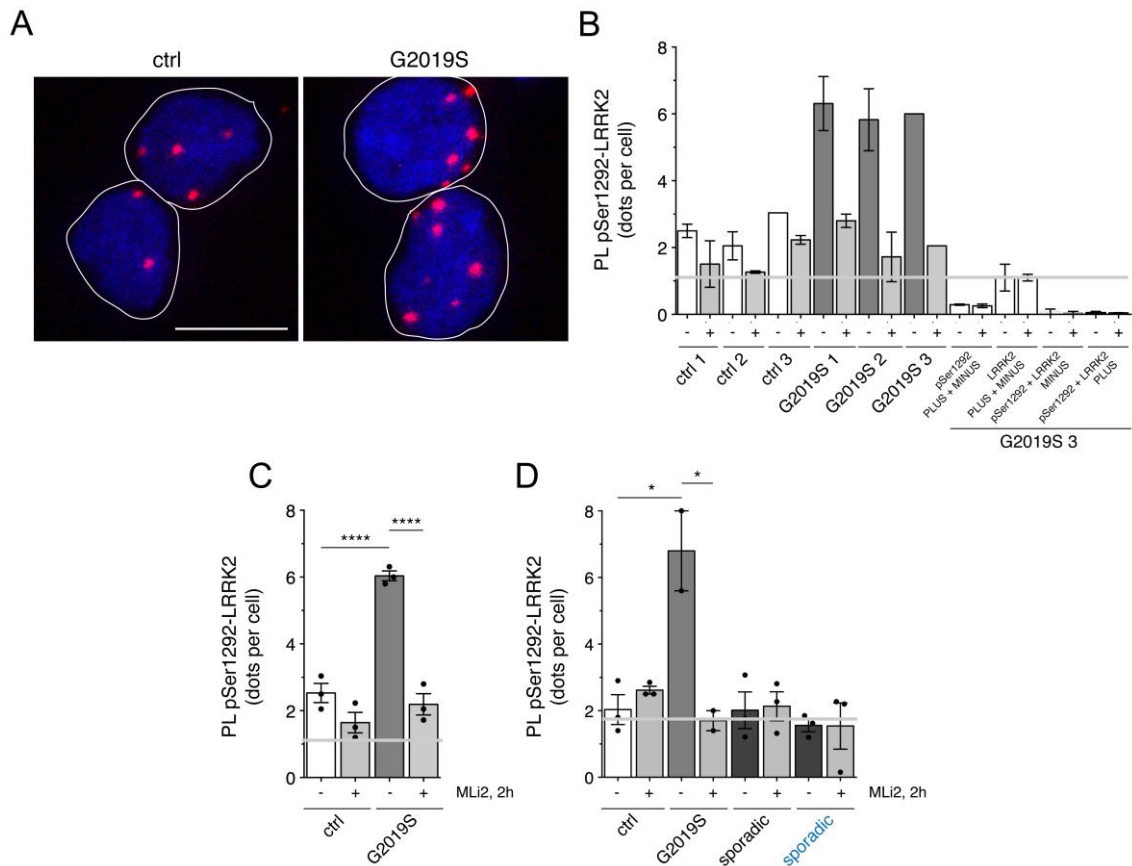 A
ctrl
G2019S
B
PL pSer1292-LRRK2
(dots per cell)
8
6
4
2
0
- + - + - + - + - + - + - + - + - + - +
ctrl 1
ctrl 2
ctrl 3
G2019S 1
G2019S 2
G2019S 3
pSer1292
PLUS + MINUS
LRRK2
PLUS + MINUS
pSer1292 + LRRK2
MINUS
pSer1292 + LRRK2
PLUS
G2019S 3
C
PL pSer1292-LRRK2
(dots per cell)
8
6
4
2
0
****
****
- + - + MLi2, 2h
ctrl
G2019S
D
PL pSer1292-LRRK2
(dots per cell)
8
6
4
2
0
*
*
- + - + - + - + MLi2, 2h
ctrl
G2019S
sporadic
sporadic